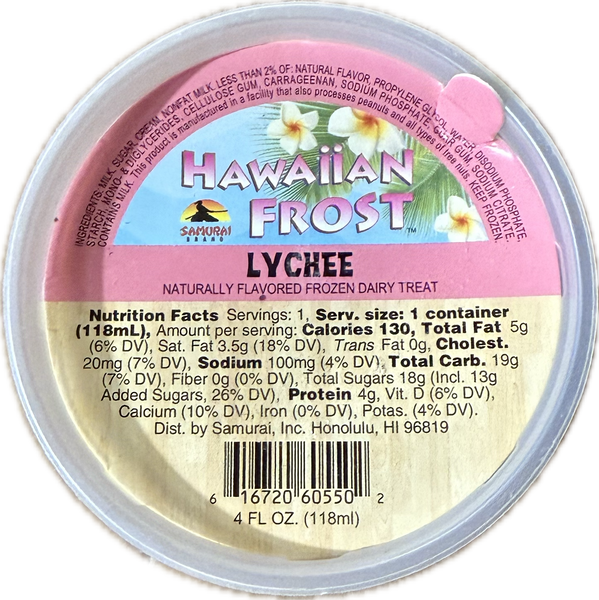 INGREDIENTS: MILK, SUGAR, CREAM, NONFAT MILK. LESS THAN 2% OF: NATURAL FLAVOR, PROPYLENE GLYCOL, WATER, DISODIUM PHOSPHATE,
STARCH, MONO- & DIGLYCERIDES, CELLULOSE GUM, CARRAGEENAN, SODIUM PHOSPHATE, GUAR GUM, SODIUM CITRATE.
CONTAINS MILK. This product is manufactured in a facility that also processes peanuts and all types of tree nuts. KEEP FROZEN.
HAWAIIAN
FROST™
SAMURAI
BRAND
LYCHEE
NATURALLY FLAVORED FROZEN DAIRY TREAT
Nutrition Facts Servings: 1, Serv. size: 1 container
(118mL), Amount per serving: Calories 130, Total Fat 5g
(6% DV), Sat. Fat 3.5g (18% DV), Trans Fat 0g, Cholest.
20mg (7% DV), Sodium 100mg (4% DV), Total Carb. 19g
(7% DV), Fiber 0g (0% DV), Total Sugars 18g (Incl. 13g
Added Sugars, 26% DV), Protein 4g, Vit. D (6% DV),
Calcium (10% DV), Iron (0% DV), Potas. (4% DV).
Dist. by Samurai, Inc. Honolulu, HI 96819
6 16720 60550 2
4 FL OZ. (118ml)